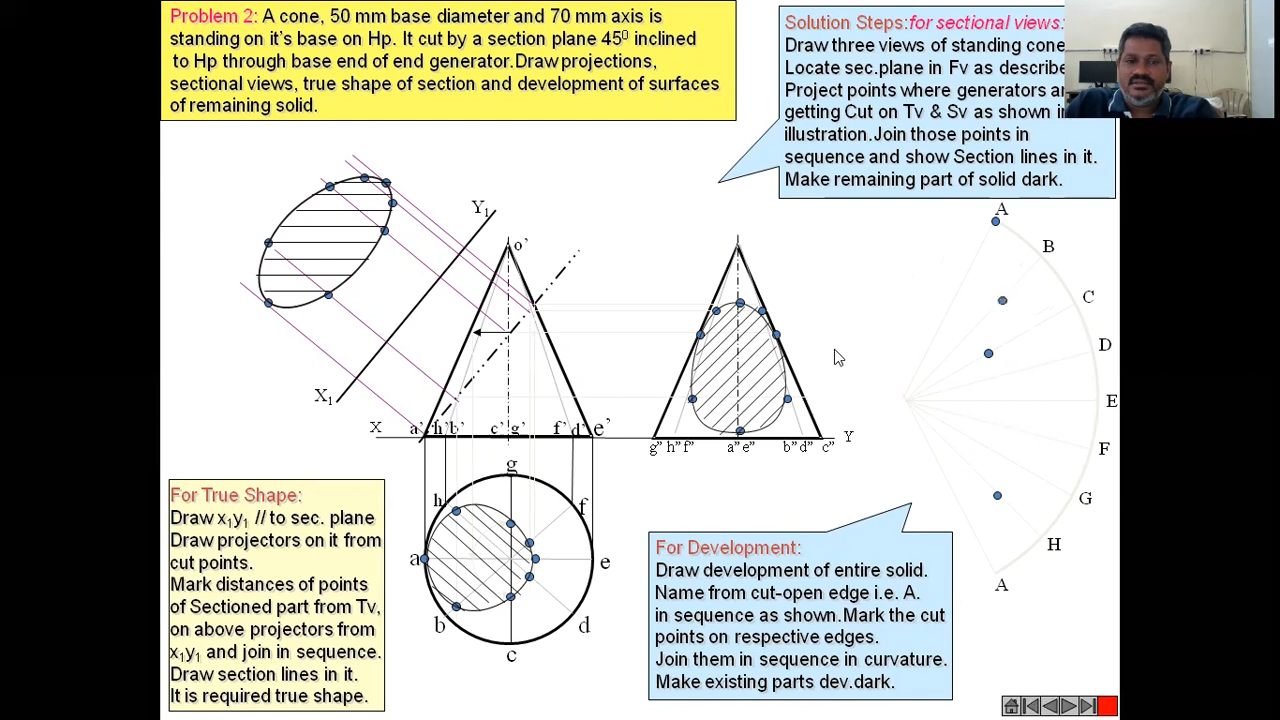 Problem 2: A cone, 50 mm base diameter and 70 mm axis is
standing on it's base on Hp. It cut by a section plane 45⁰ inclined
to Hp through base end of end generator.Draw projections,
sectional views, true shape of section and development of surfaces
of remaining solid.
Solution Steps:for sectional views:
Draw three views of standing cone
Locate sec.plane in Fv as describe
Project points where generators ar
getting Cut on Tv & Sv as shown in
illustration.Join those points in
sequence and show Section lines in it.
Make remaining part of solid dark.
Y₁
X₁
o'
X
a' h' b' c' g' f' d' e'
g" h" f" a" e" b" d" c"
Y
A
B
C
D
E
F
G
H
A
g
h
f
a
e
b
d
c
For True Shape:
Draw x₁y₁ // to sec. plane
Draw projectors on it from
cut points.
Mark distances of points
of Sectioned part from Tv,
on above projectors from
x₁y₁ and join in sequence.
Draw section lines in it.
It is required true shape.
For Development:
Draw development of entire solid.
Name from cut-open edge i.e. A.
in sequence as shown.Mark the cut
points on respective edges.
Join them in sequence in curvature.
Make existing parts dev.dark.